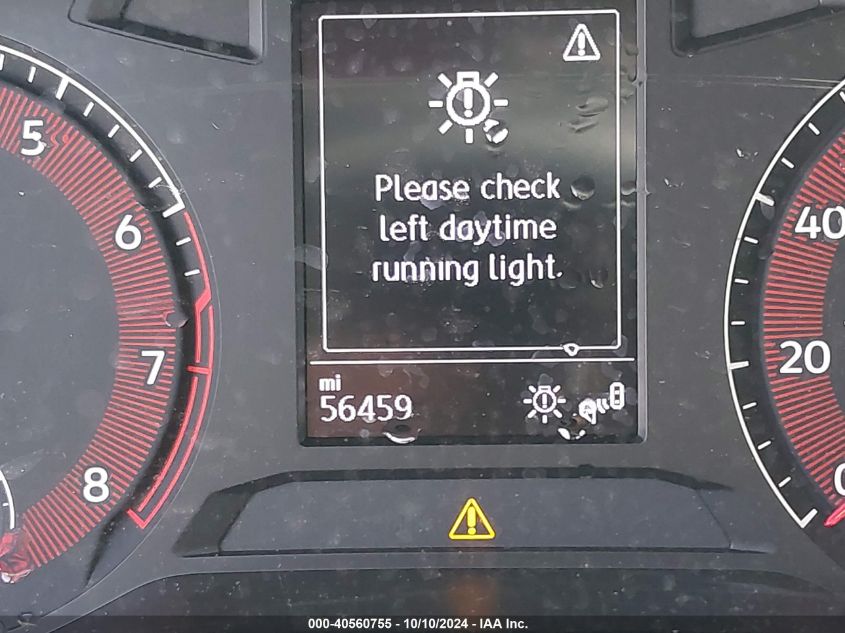 Please check
left daytime
running light.
mi
56459
5
6
7
8
40
20
0
000-40560755 - 10/10/2024 - IAA Inc.